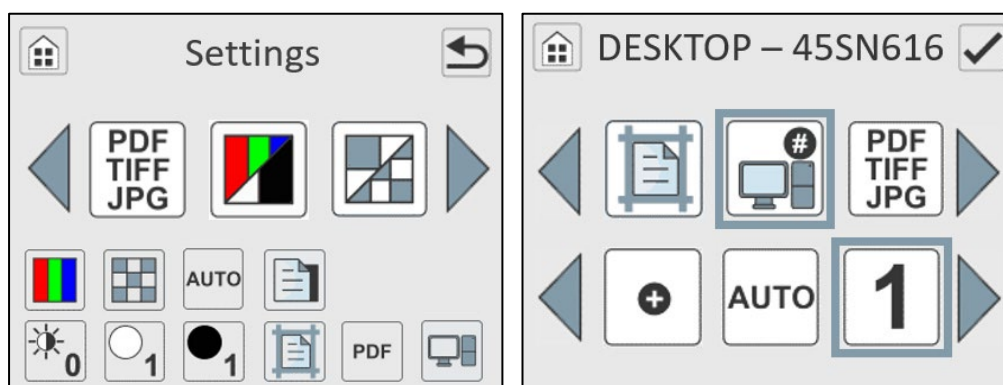 Settings
PDF
TIFF
JPG
AUTO
0
1
1
PDF
DESKTOP – 45SN616
#
PDF
TIFF
JPG
AUTO
1